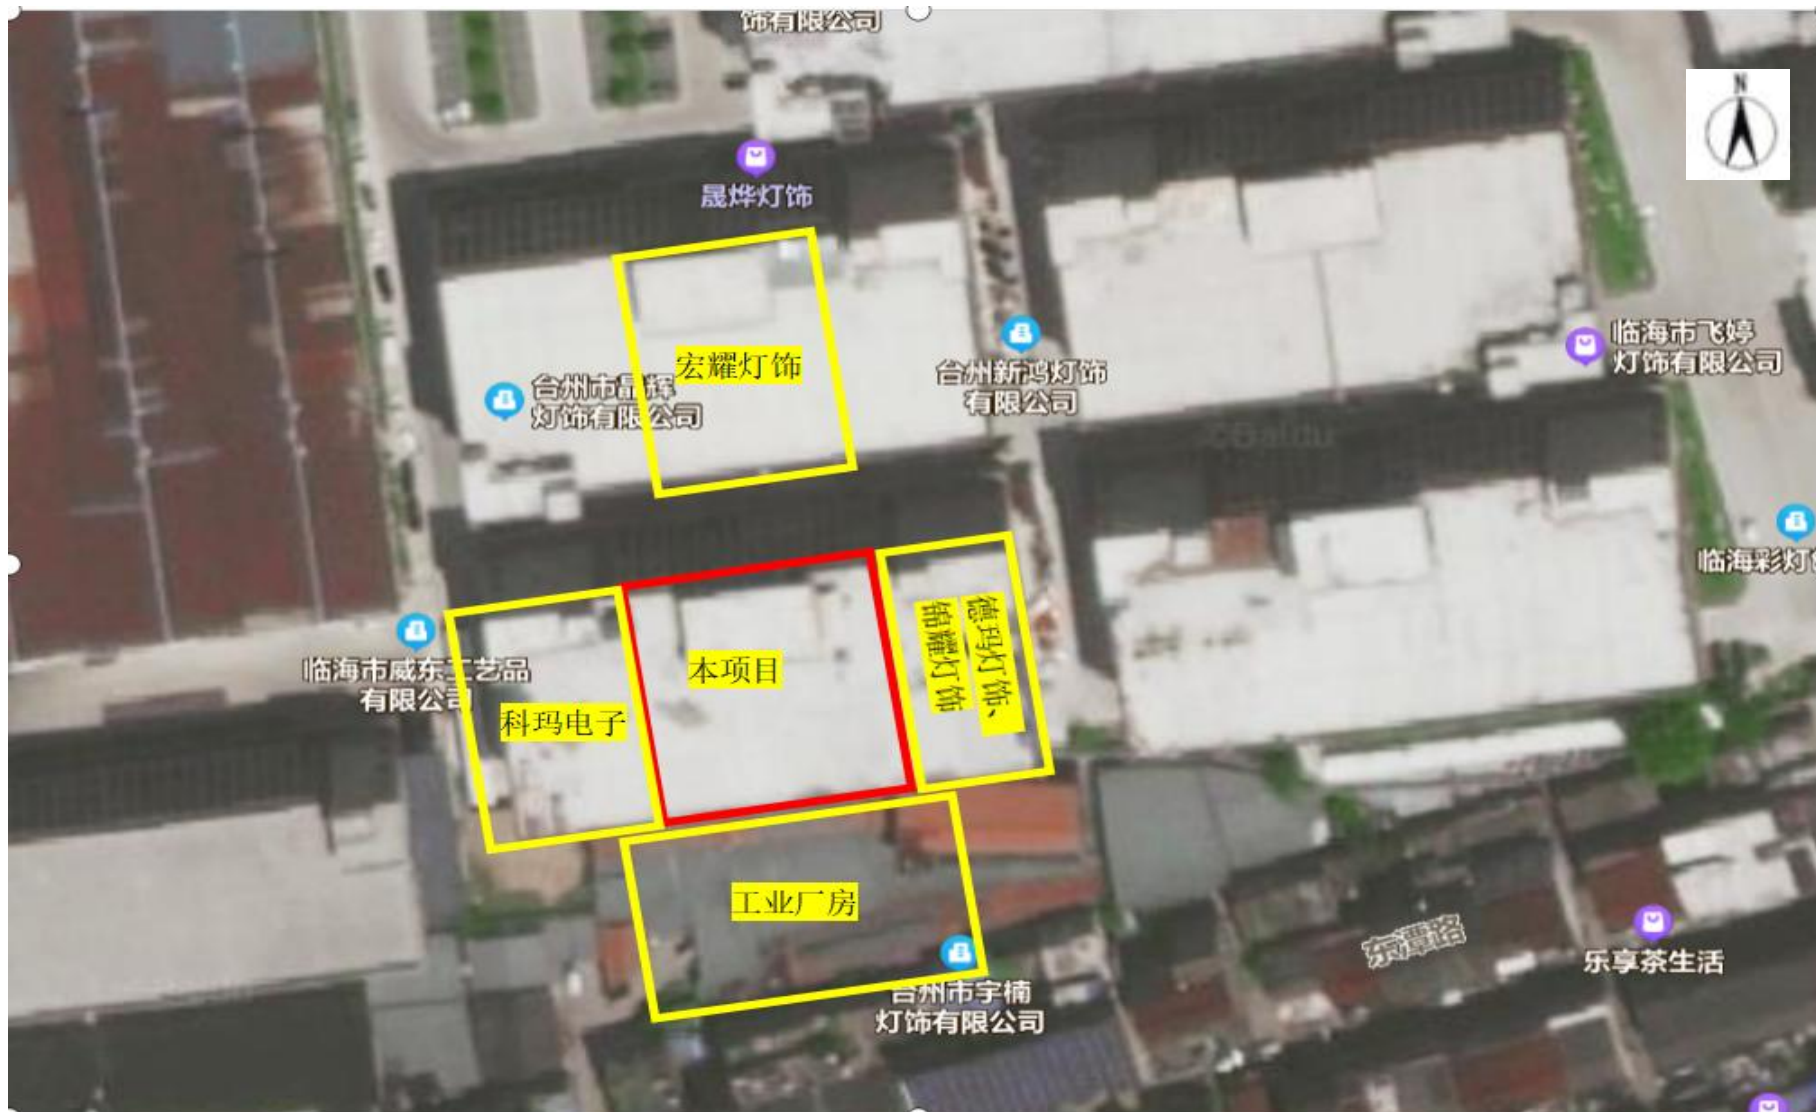 饰有限公司
N
晟烨灯饰
临海市飞婷
灯饰有限公司
宏耀灯饰
台州市晶辉
灯饰有限公司
台州新鸿灯饰
有限公司
©Baidu
临海彩灯
德玛灯饰、
锦耀灯饰
本项目
临海市威东工艺品
有限公司
科玛电子
工业厂房
东潭路
乐享茶生活
台州市宇楠
灯饰有限公司